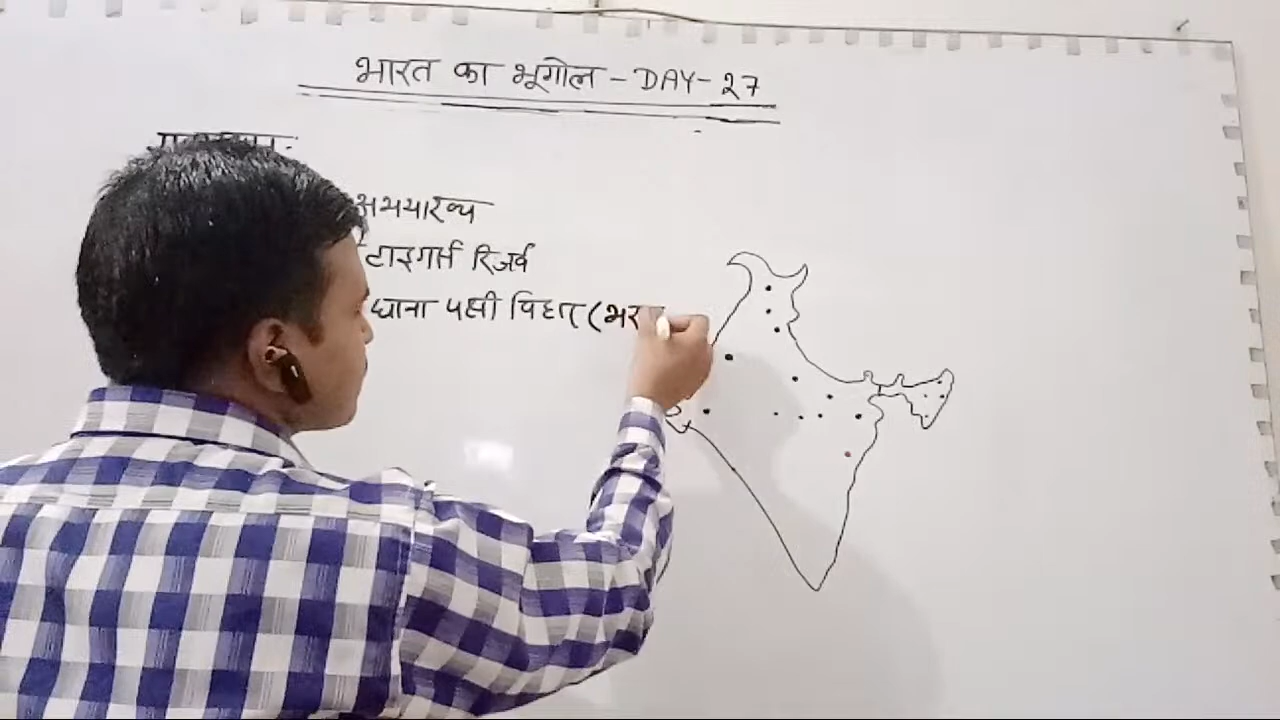 भारत का भूगोल - DAY- 27
अभयारण्य
टाइगर्स रिजर्व
घाना पक्षी विहार (भर